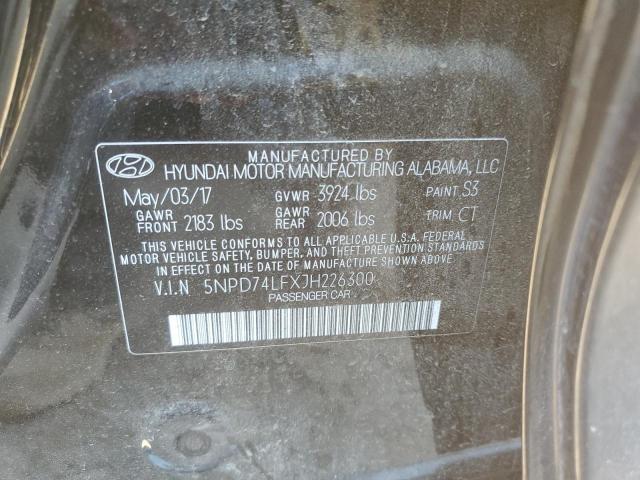 MANUFACTURED BY
HYUNDAI MOTOR MANUFACTURING ALABAMA, LLC
May/03/17 GVWR 3924 lbs PAINT S3
GAWR FRONT 2183 lbs GAWR REAR 2006 lbs TRIM CT
THIS VEHICLE CONFORMS TO ALL APPLICABLE U.S.A. FEDERAL
MOTOR VEHICLE SAFETY, BUMPER, AND THEFT PREVENTION STANDARDS
IN EFFECT ON THE DATE OF MANUFACTURE SHOWN ABOVE.
V.I.N 5NPD74LFXJH226300
PASSENGER CAR